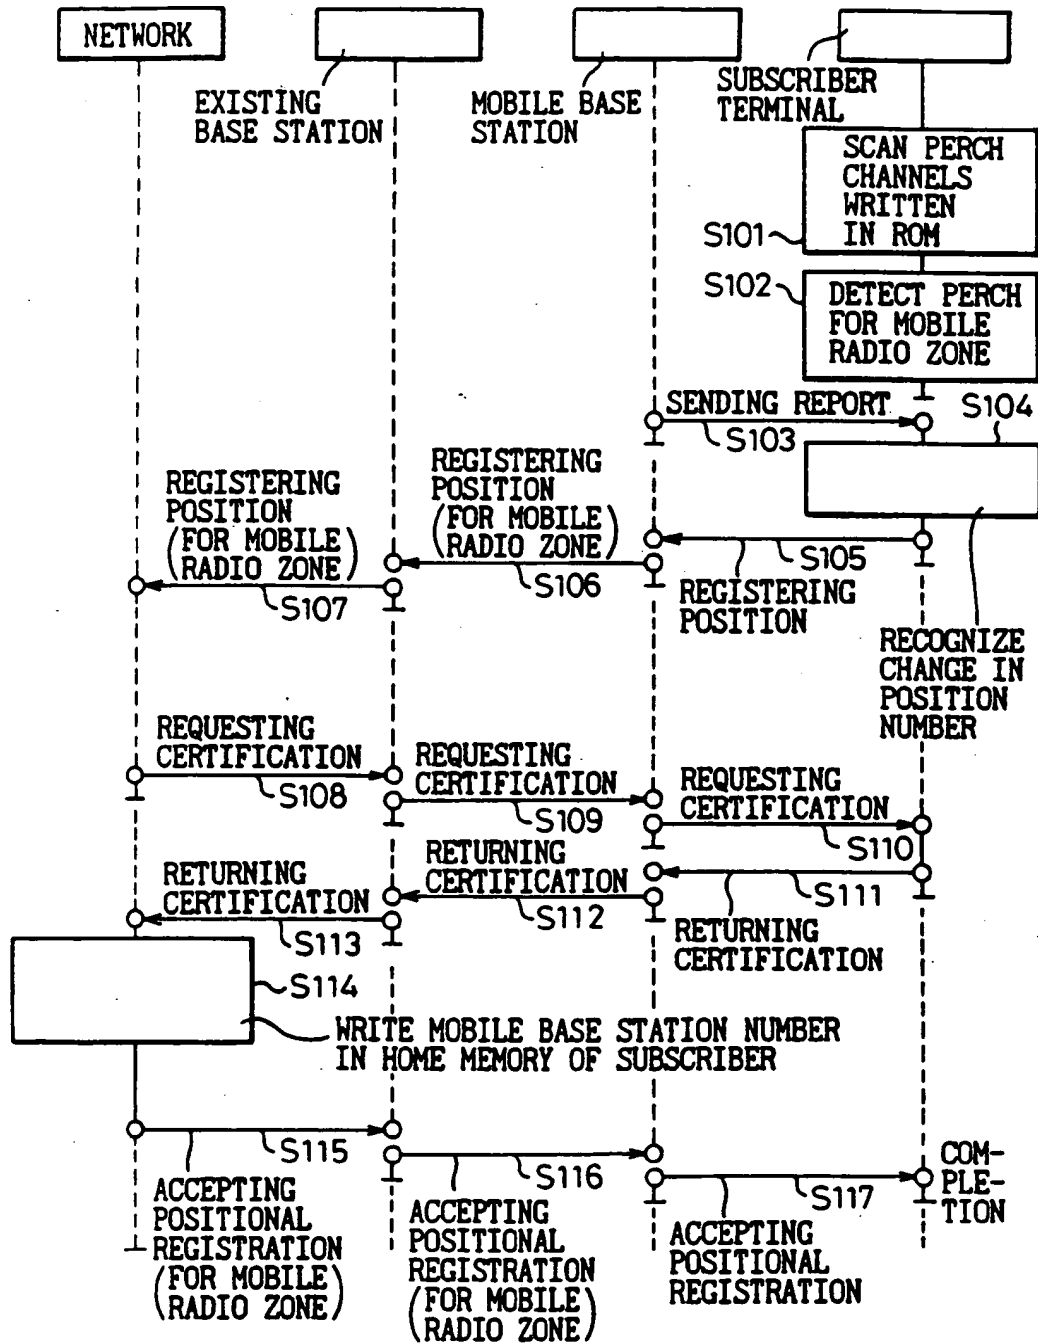 NETWORK
EXISTING
BASE STATION
MOBILE BASE
STATION
SUBSCRIBER
TERMINAL
SCAN PERCH
CHANNELS
WRITTEN
IN ROM
S101
S102
DETECT PERCH
FOR MOBILE
RADIO ZONE
SENDING REPORT
S103
S104
REGISTERING
POSITION
(FOR MOBILE)
(RADIO ZONE)
S107
REGISTERING
POSITION
(FOR MOBILE)
(RADIO ZONE)
S106
S105
REGISTERING
POSITION
RECOGNIZE
CHANGE IN
POSITION
NUMBER
REQUESTING
CERTIFICATION
S108
REQUESTING
CERTIFICATION
S109
REQUESTING
CERTIFICATION
S110
RETURNING
CERTIFICATION
S113
RETURNING
CERTIFICATION
S112
S111
RETURNING
CERTIFICATION
S114
WRITE MOBILE BASE STATION NUMBER
IN HOME MEMORY OF SUBSCRIBER
S115
ACCEPTING
POSITIONAL
REGISTRATION
(FOR MOBILE)
(RADIO ZONE)
S116
ACCEPTING
POSITIONAL
REGISTRATION
(FOR MOBILE)
(RADIO ZONE)
S117
ACCEPTING
POSITIONAL
REGISTRATION
COM-
PLE-
TION